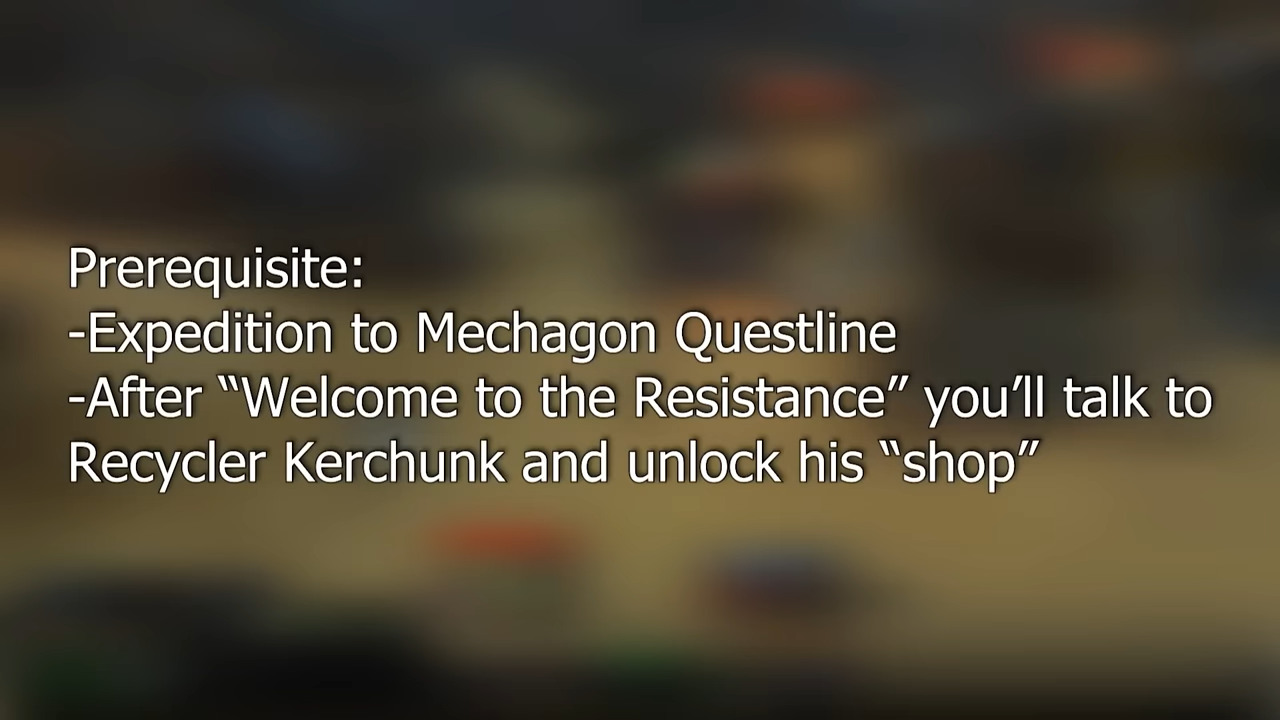 Prerequisite:
-Expedition to Mechagon Questline
-After “Welcome to the Resistance” you’ll talk to
Recycler Kerchunk and unlock his “shop”